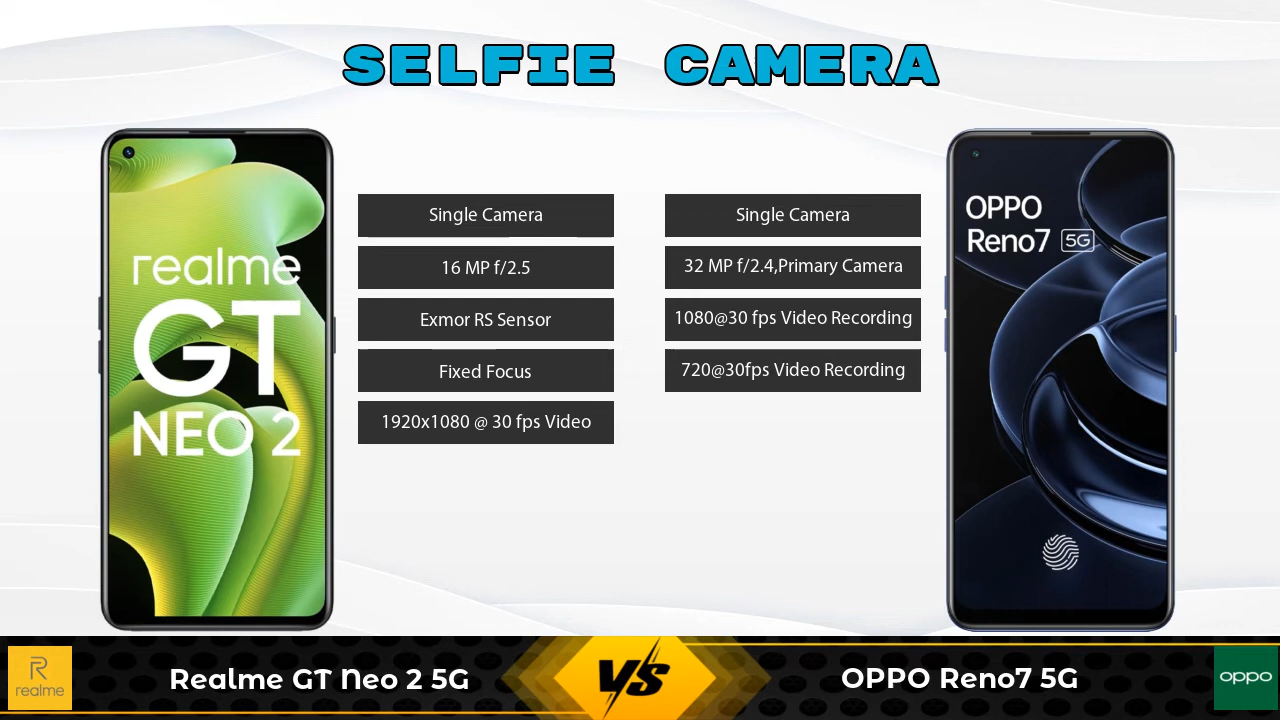 SELFIE CAMERA
realme
GT
NEO 2
Single Camera
16 MP f/2.5
Exmor RS Sensor
Fixed Focus
1920x1080 @ 30 fps Video
Single Camera
32 MP f/2.4,Primary Camera
1080@30 fps Video Recording
720@30fps Video Recording
OPPO
Reno7 5G
realme
Realme GT Neo 2 5G
VS
OPPO Reno7 5G
oppo